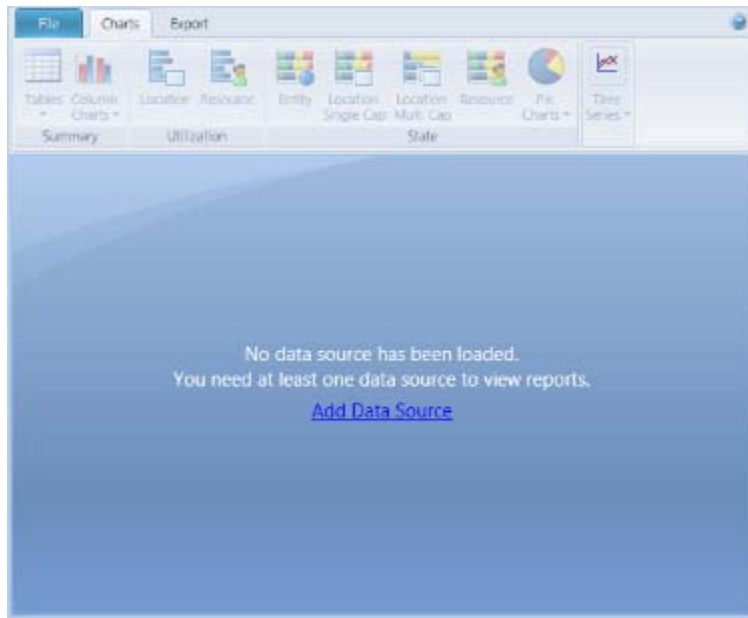 File Charts Export
Tables Column Charts Location Resource Entity Location Single Cap Location Multi Cap Resource Pie Charts Time Series
Summary Utilization State
No data source has been loaded.
You need at least one data source to view reports.
Add Data Source